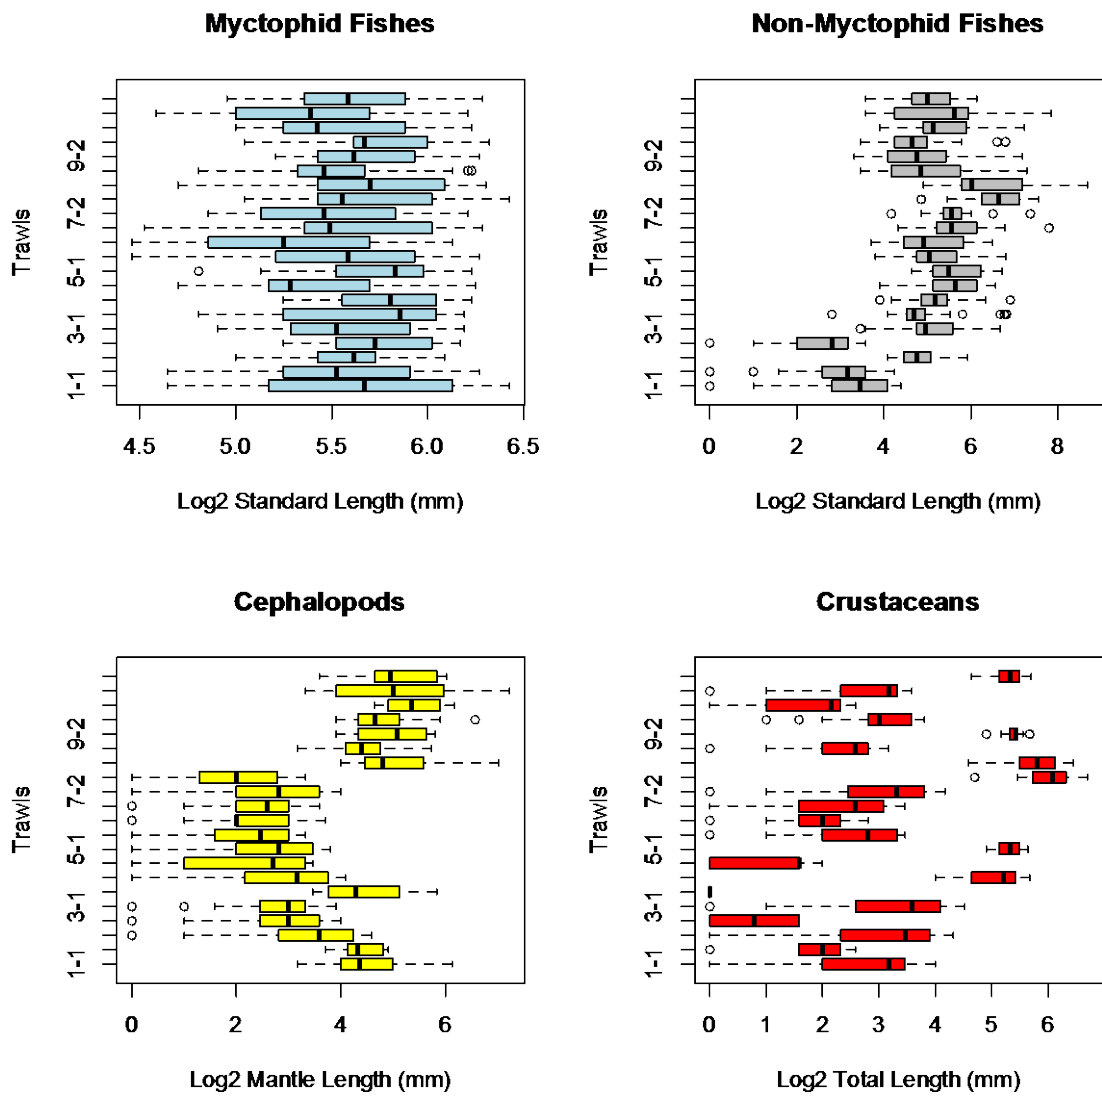 Myctophid Fishes
Trawls
9-2
7-2
5-1
3-1
1-1
4.5 5.0 5.5 6.0 6.5
Log2 Standard Length (mm)
Non-Myctophid Fishes
Trawls
9-2
7-2
5-1
3-1
1-1
0 2 4 6 8
Log2 Standard Length (mm)
Cephalopods
Trawls
9-2
7-2
5-1
3-1
1-1
0 2 4 6
Log2 Mantle Length (mm)
Crustaceans
Trawls
9-2
7-2
5-1
3-1
1-1
0 1 2 3 4 5 6
Log2 Total Length (mm)